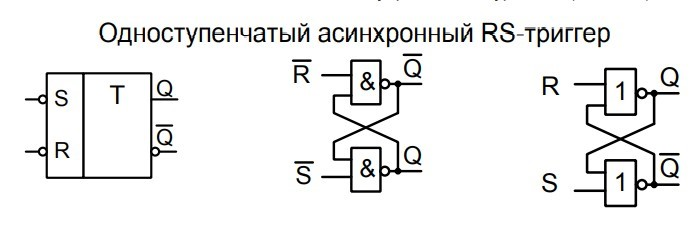 Одноступенчатый асинхронный RS-триггер
S T Q
R Q̅
R̅ & Q̅
S̅ & Q
R 1 Q
S 1 Q̅